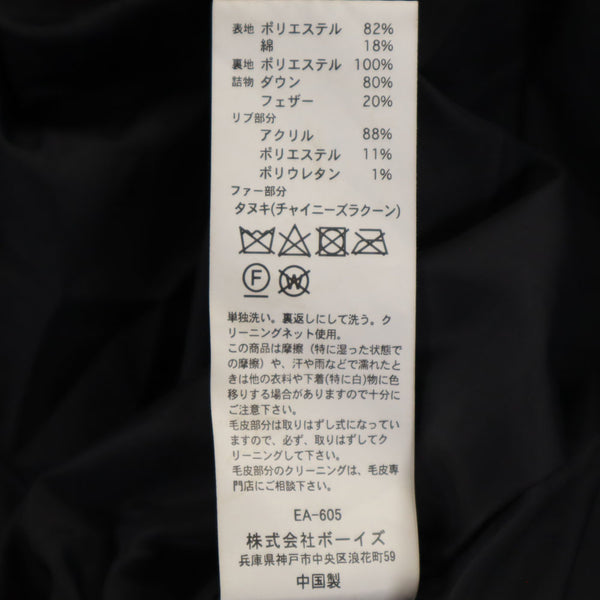 表地 ポリエステル 82%
綿 18%
裏地 ポリエステル 100%
詰物 ダウン 80%
フェザー 20%
リブ部分
アクリル 88%
ポリエステル 11%
ポリウレタン 1%
ファー部分
タヌキ(チャイニーズラクーン)
F W
単独洗い。裏返しにして洗う。ク
リーニングネット使用。
この商品は摩擦（特に湿った状態で
の摩擦）や、汗や雨などで濡れたと
きは他の衣料や下着(特に白)物に色
移りする場合がありますので十分に
ご注意下さい。
毛皮部分は取りはずし式になってい
ますので、必ず、取りはずしてク
リーニングして下さい。
毛皮部分のクリーニングは、毛皮専
門店にご相談下さい。
EA-605
株式会社ボーイズ
兵庫県神戸市中央区浪花町59
中国製